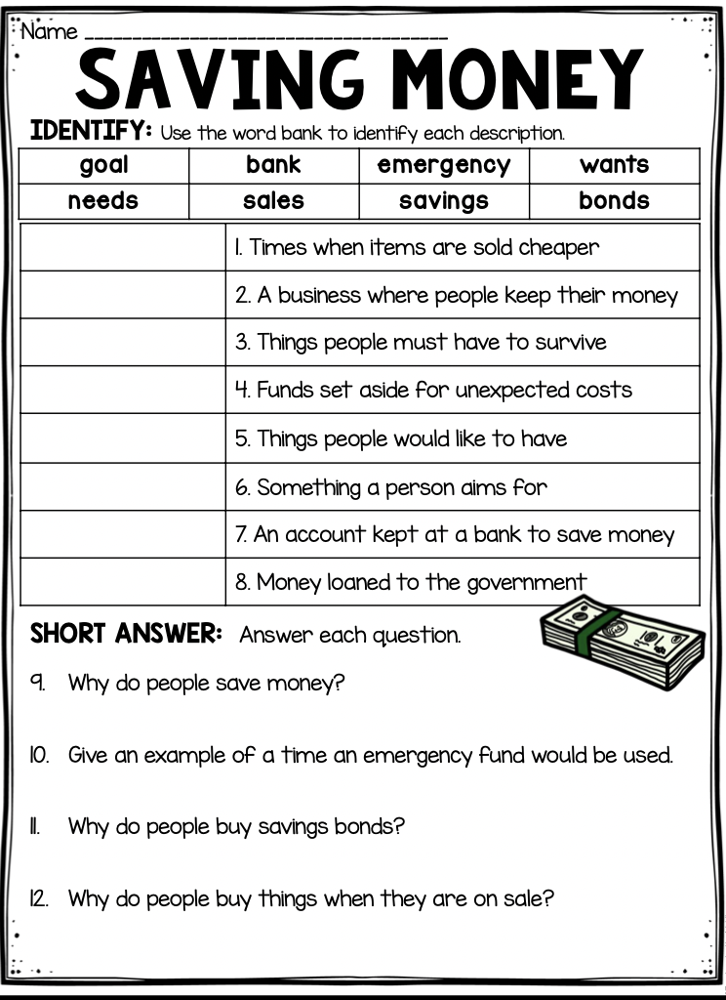 Name ________________________________
SAVING MONEY
IDENTIFY: Use the word bank to identify each description.
goal bank emergency wants
needs sales savings bonds
1. Times when items are sold cheaper
2. A business where people keep their money
3. Things people must have to survive
4. Funds set aside for unexpected costs
5. Things people would like to have
6. Something a person aims for
7. An account kept at a bank to save money
8. Money loaned to the government
SHORT ANSWER: Answer each question.
9. Why do people save money?
10. Give an example of a time an emergency fund would be used.
11. Why do people buy savings bonds?
12. Why do people buy things when they are on sale?